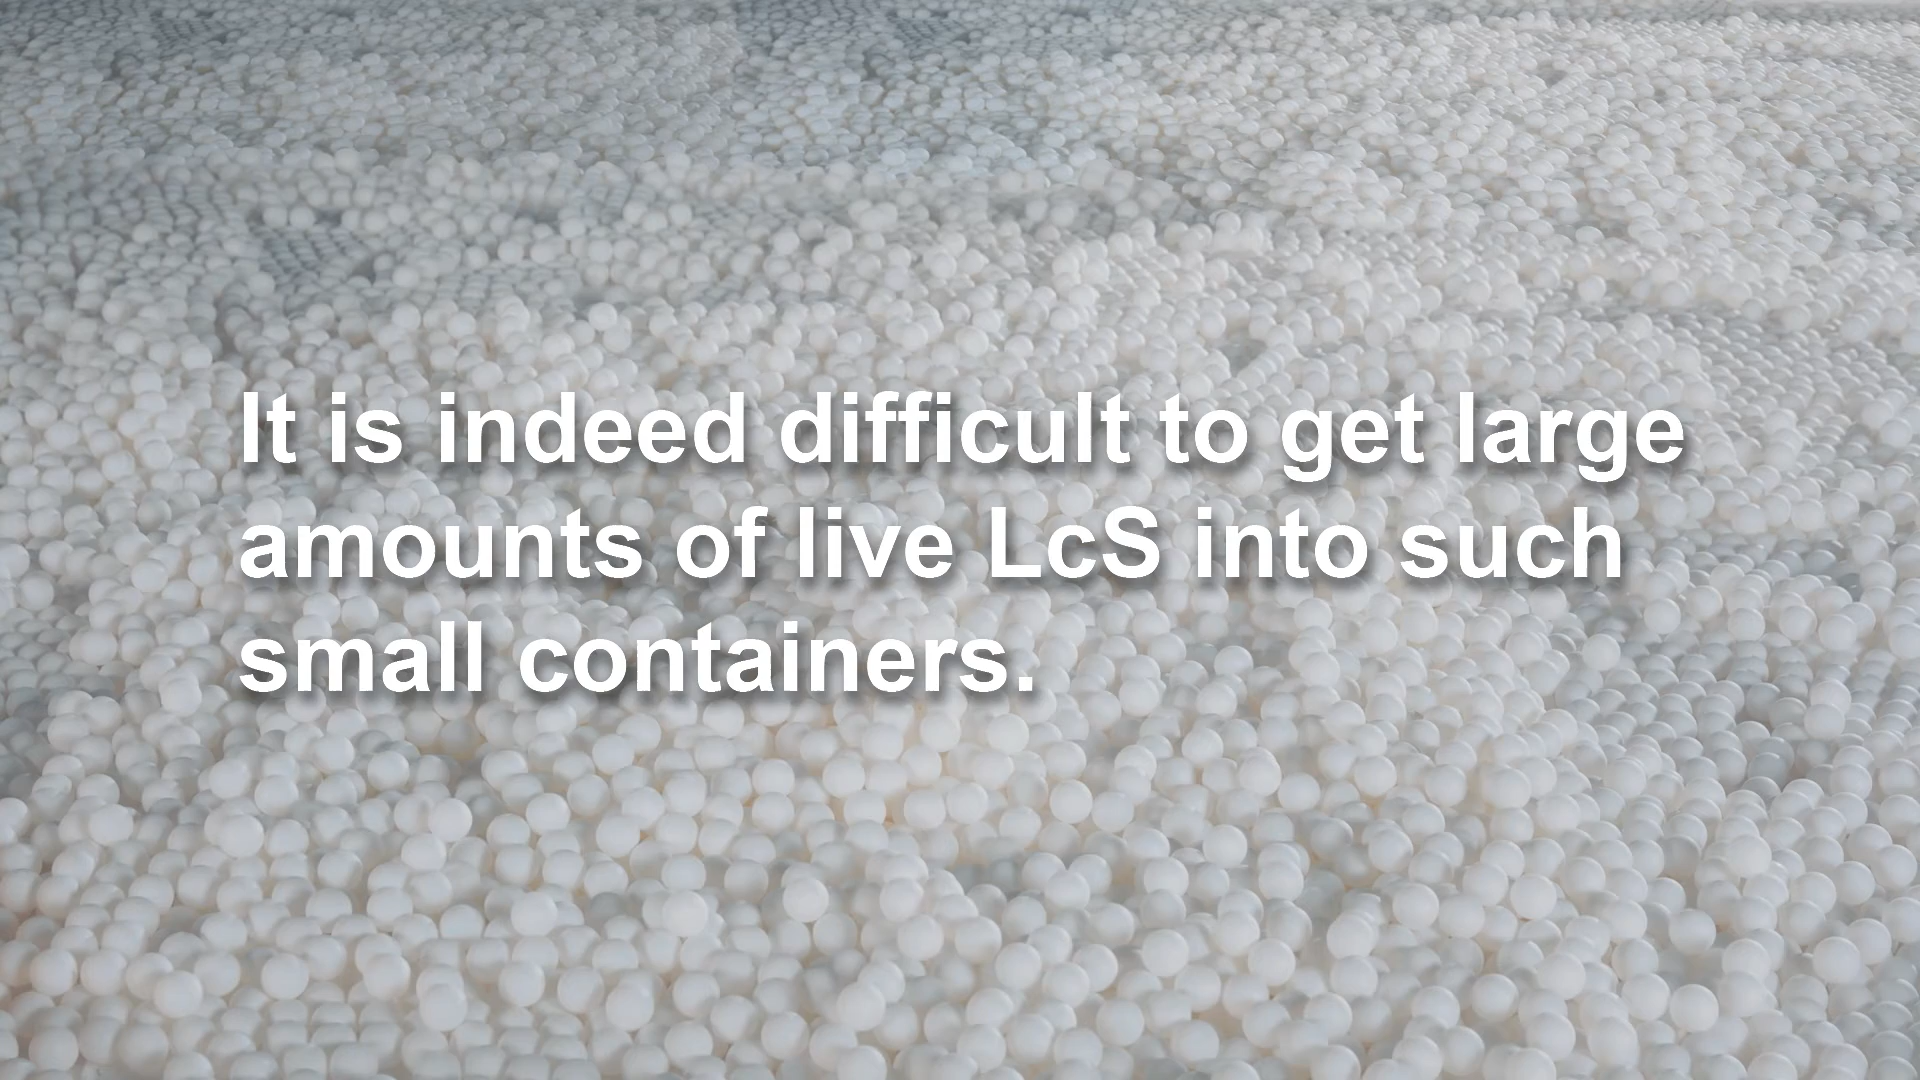 It is indeed difficult to get large
amounts of live LcS into such
small containers.